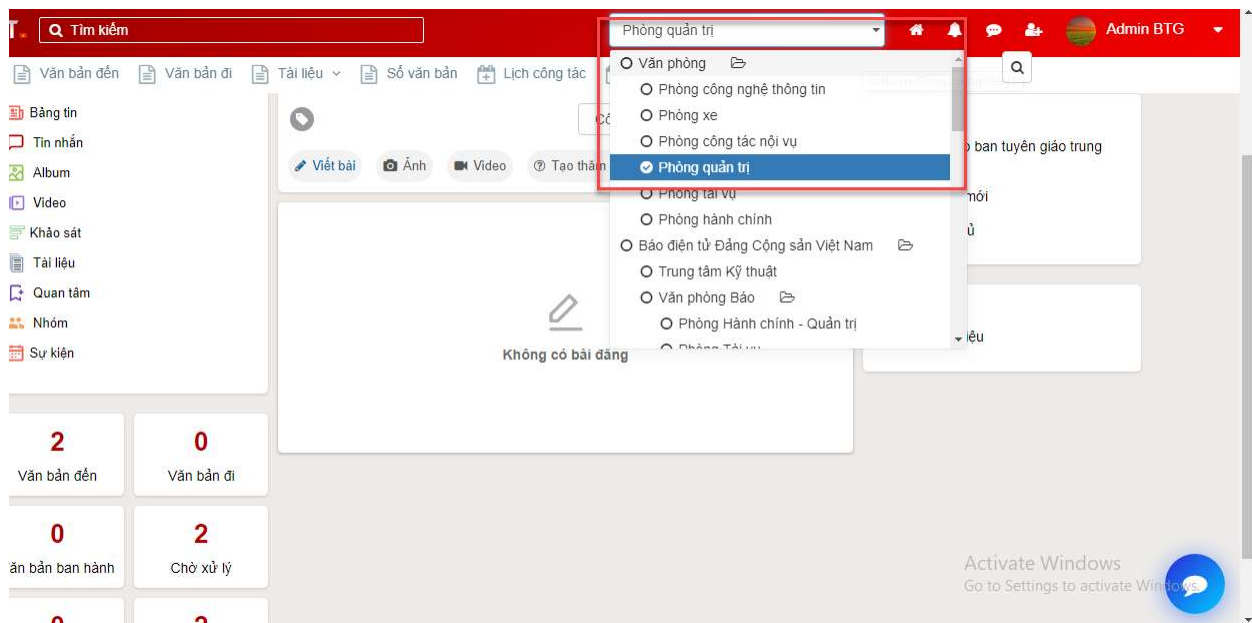 T.
Tìm kiếm
Phòng quản trị
Admin BTG
Văn bản đến
Văn bản đi
Tài liệu
Sổ văn bản
Lịch công tác
Văn phòng
Phòng công nghệ thông tin
Phòng xe
Phòng công tác nội vụ
Phòng quản trị
Phòng tài vụ
Phòng hành chính
Báo điện tử Đảng Cộng sản Việt Nam
Trung tâm Kỹ thuật
Văn phòng Báo
Phòng Hành chính - Quản trị
Phòng Tài vụ
Bảng tin
Tin nhắn
Album
Video
Khảo sát
Tài liệu
Quan tâm
Nhóm
Sự kiện
Viết bài
Ảnh
Video
Tạo thăm
Không có bài đăng
ban tuyên giáo trung
mới
ủ
iệu
2
Văn bản đến
0
Văn bản đi
0
ăn bản ban hành
2
Chờ xử lý
Activate Windows
Go to Settings to activate Windows.